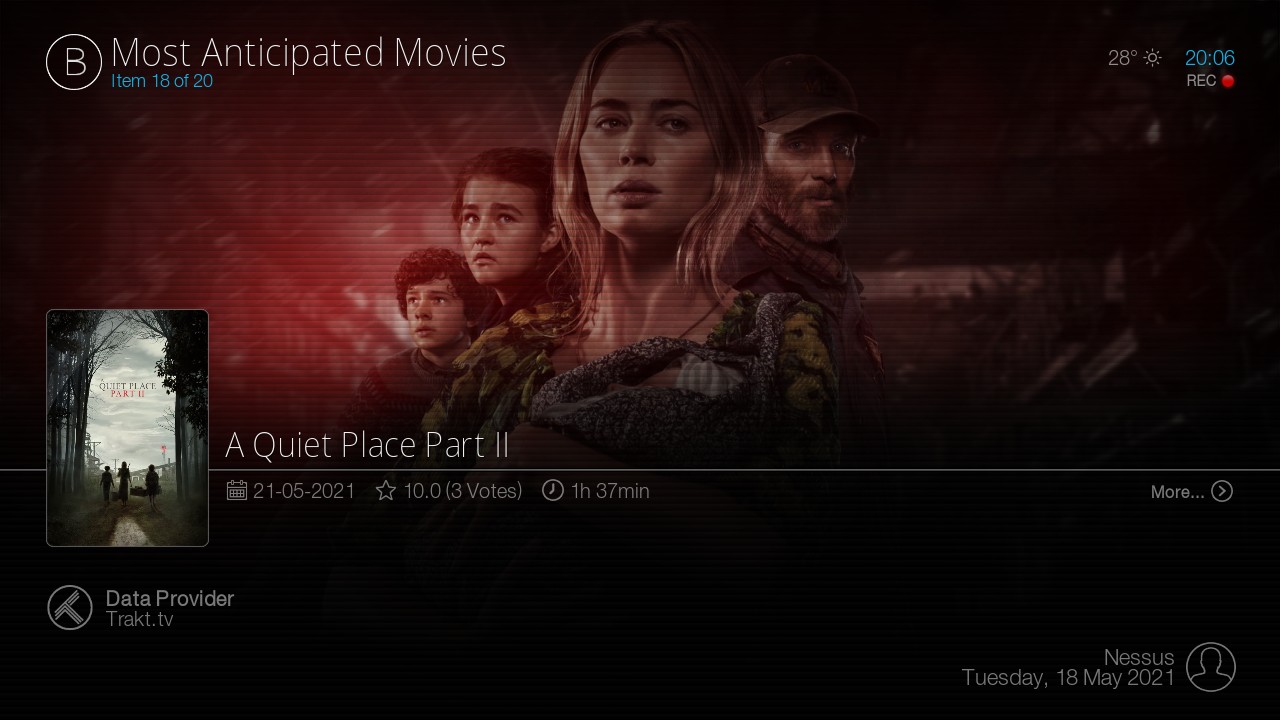 B
Most Anticipated Movies
Item 18 of 20
28° 20:06
REC
A QUIET PLACE
PART II
A Quiet Place Part II
21-05-2021 10.0 (3 Votes) 1h 37min
More...
Data Provider
Trakt.tv
Nessus
Tuesday, 18 May 2021